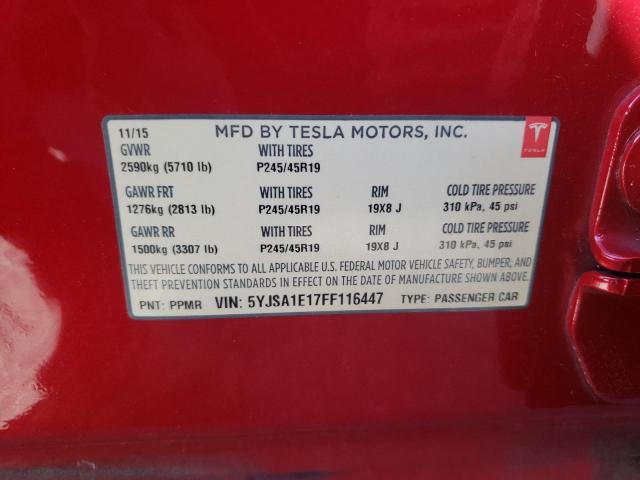 11/15 MFD BY TESLA MOTORS, INC. TESLA
GVWR WITH TIRES
2590kg (5710 lb) P245/45R19
GAWR FRT WITH TIRES RIM COLD TIRE PRESSURE
1276kg (2813 lb) P245/45R19 19X8 J 310 kPa, 45 psi
GAWR RR WITH TIRES RIM COLD TIRE PRESSURE
1500kg (3307 lb) P245/45R19 19X8 J 310 kPa, 45 psi
THIS VEHICLE CONFORMS TO ALL APPLICABLE U.S. FEDERAL MOTOR VEHICLE SAFETY, BUMPER, AND
THEFT PREVENTION STANDARDS IN EFFECT ON THE DATE OF MANUFACTURE SHOWN ABOVE.
PNT: PPMR VIN: 5YJSA1E17FF116447 TYPE: PASSENGER CAR